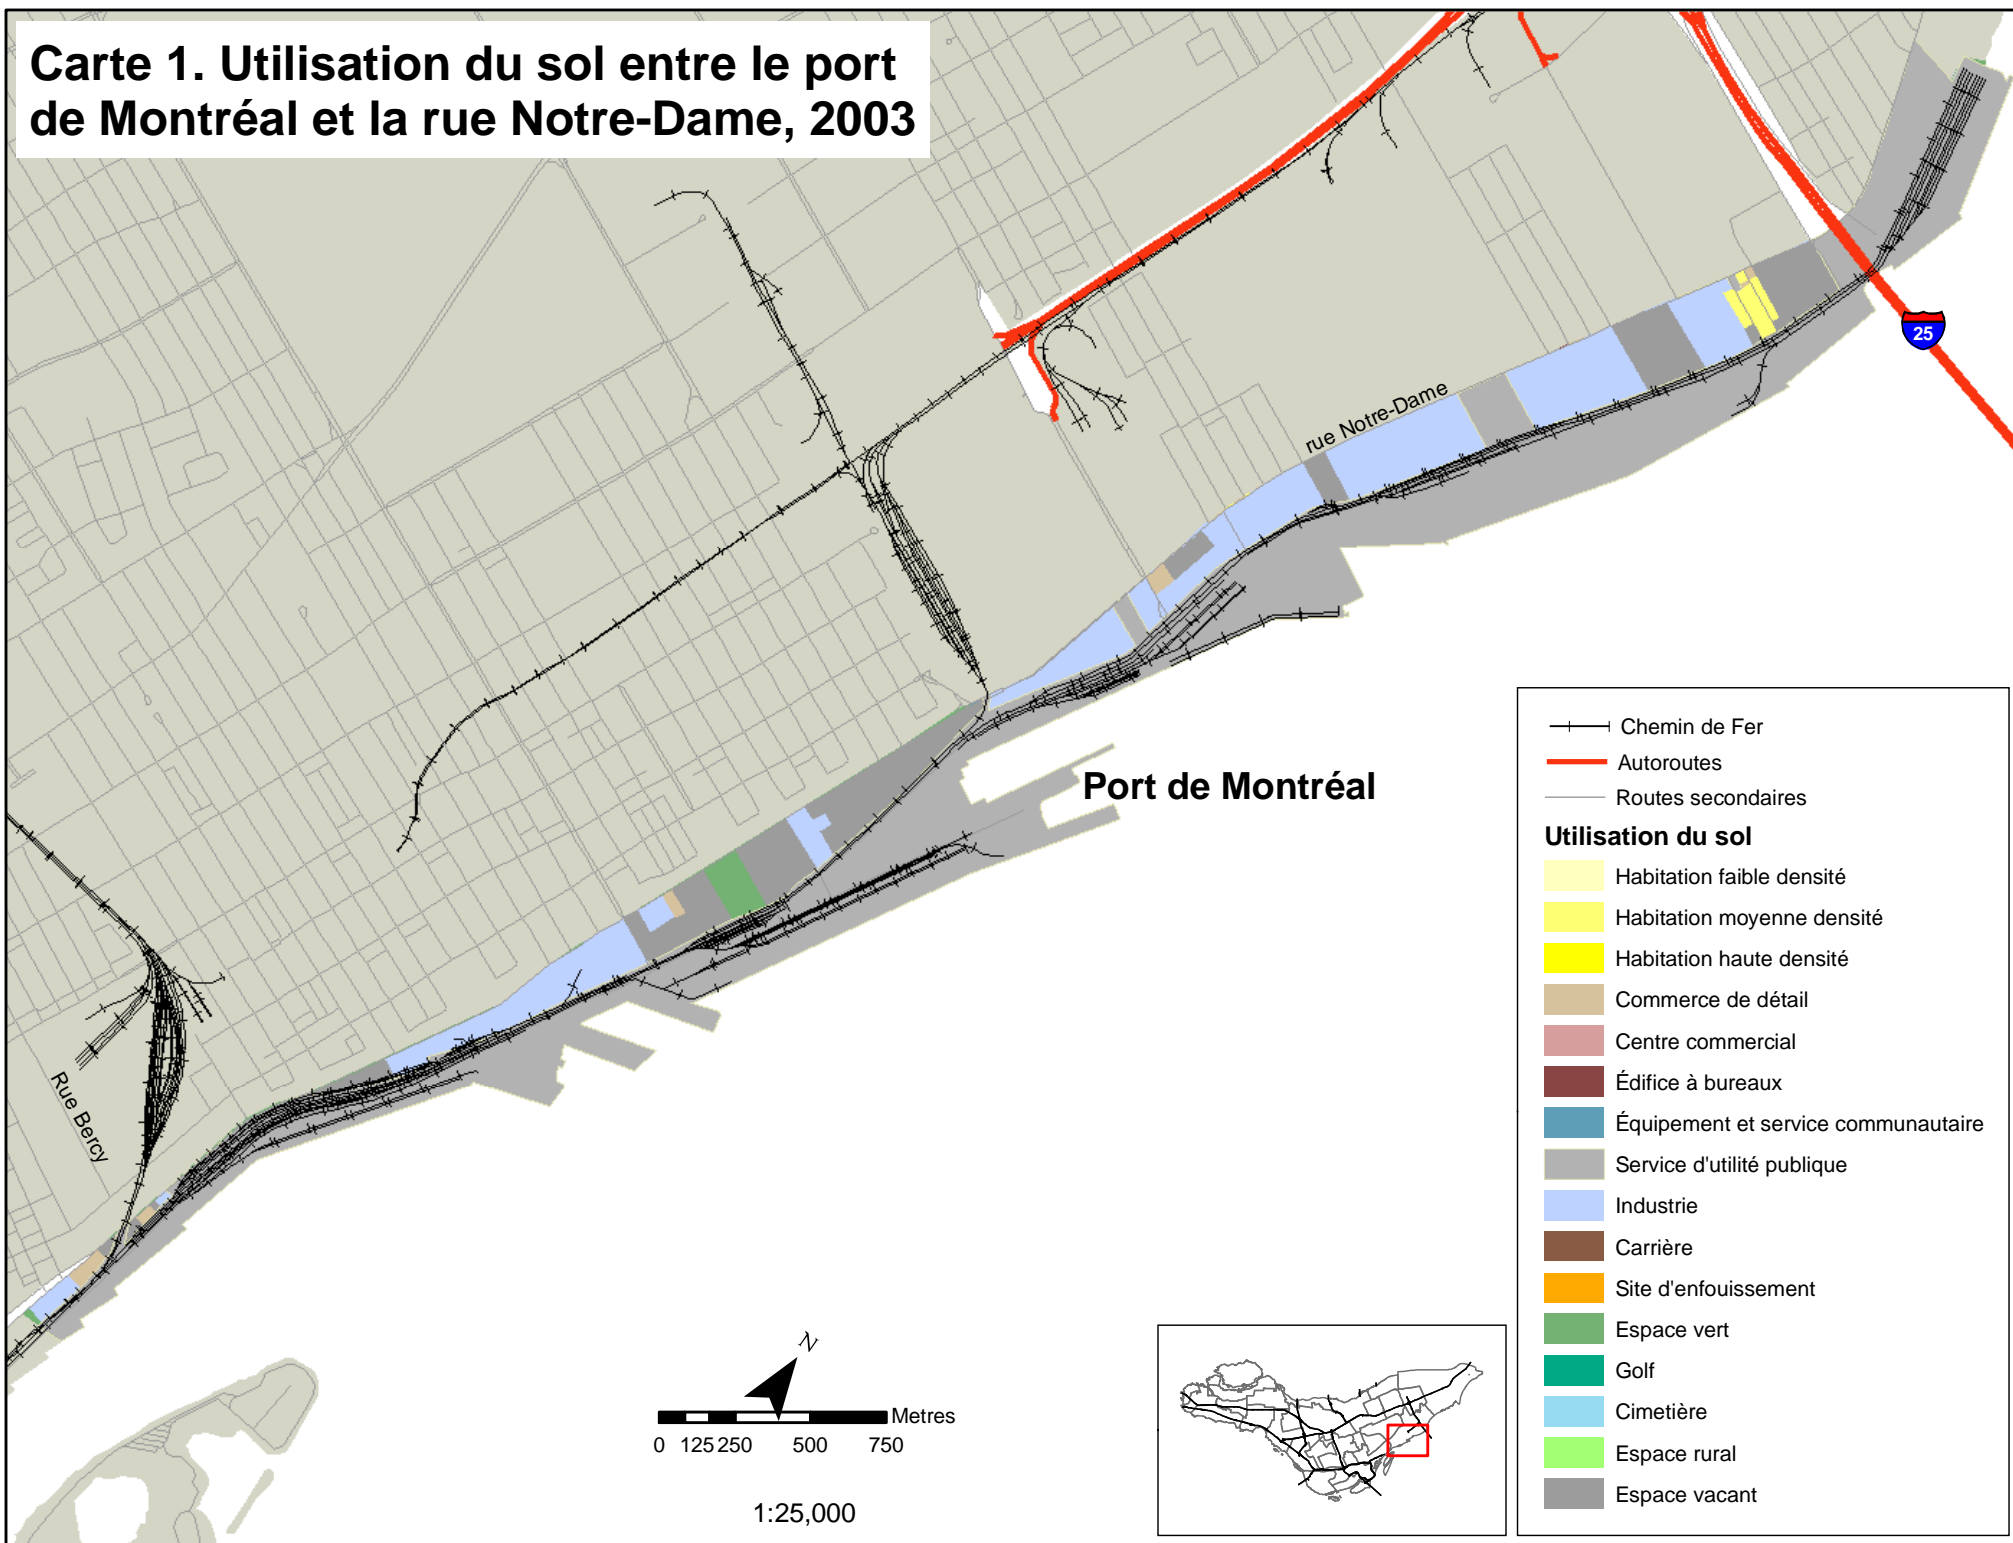 Carte 1. Utilisation du sol entre le port
de Montréal et la rue Notre-Dame, 2003
25
rue Notre-Dame
Port de Montréal
Rue Bercy
Chemin de Fer
Autoroutes
Routes secondaires
Utilisation du sol
Habitation faible densité
Habitation moyenne densité
Habitation haute densité
Commerce de détail
Centre commercial
Édifice à bureaux
Équipement et service communautaire
Service d'utilité publique
Industrie
Carrière
Site d'enfouissement
Espace vert
Golf
Cimetière
Espace rural
Espace vacant
N
Metres
0 125 250 500 750
1:25,000